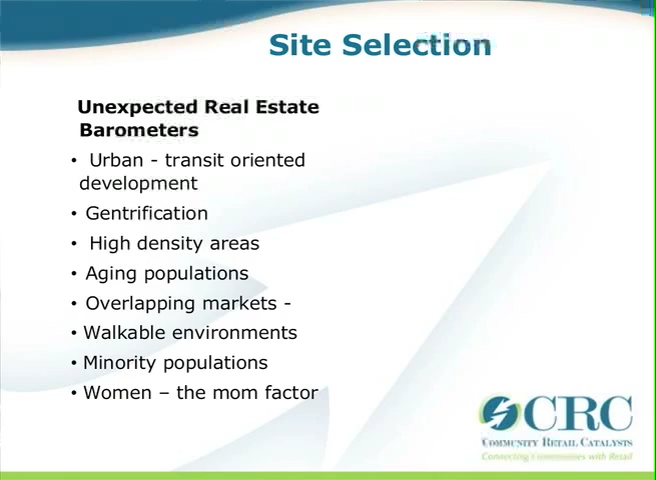 Site Selection
Unexpected Real Estate
Barometers
• Urban - transit oriented
development
• Gentrification
• High density areas
• Aging populations
• Overlapping markets -
• Walkable environments
• Minority populations
• Women – the mom factor
CRC
COMMUNITY RETAIL CATALYSTS
Connecting Communities with Retail